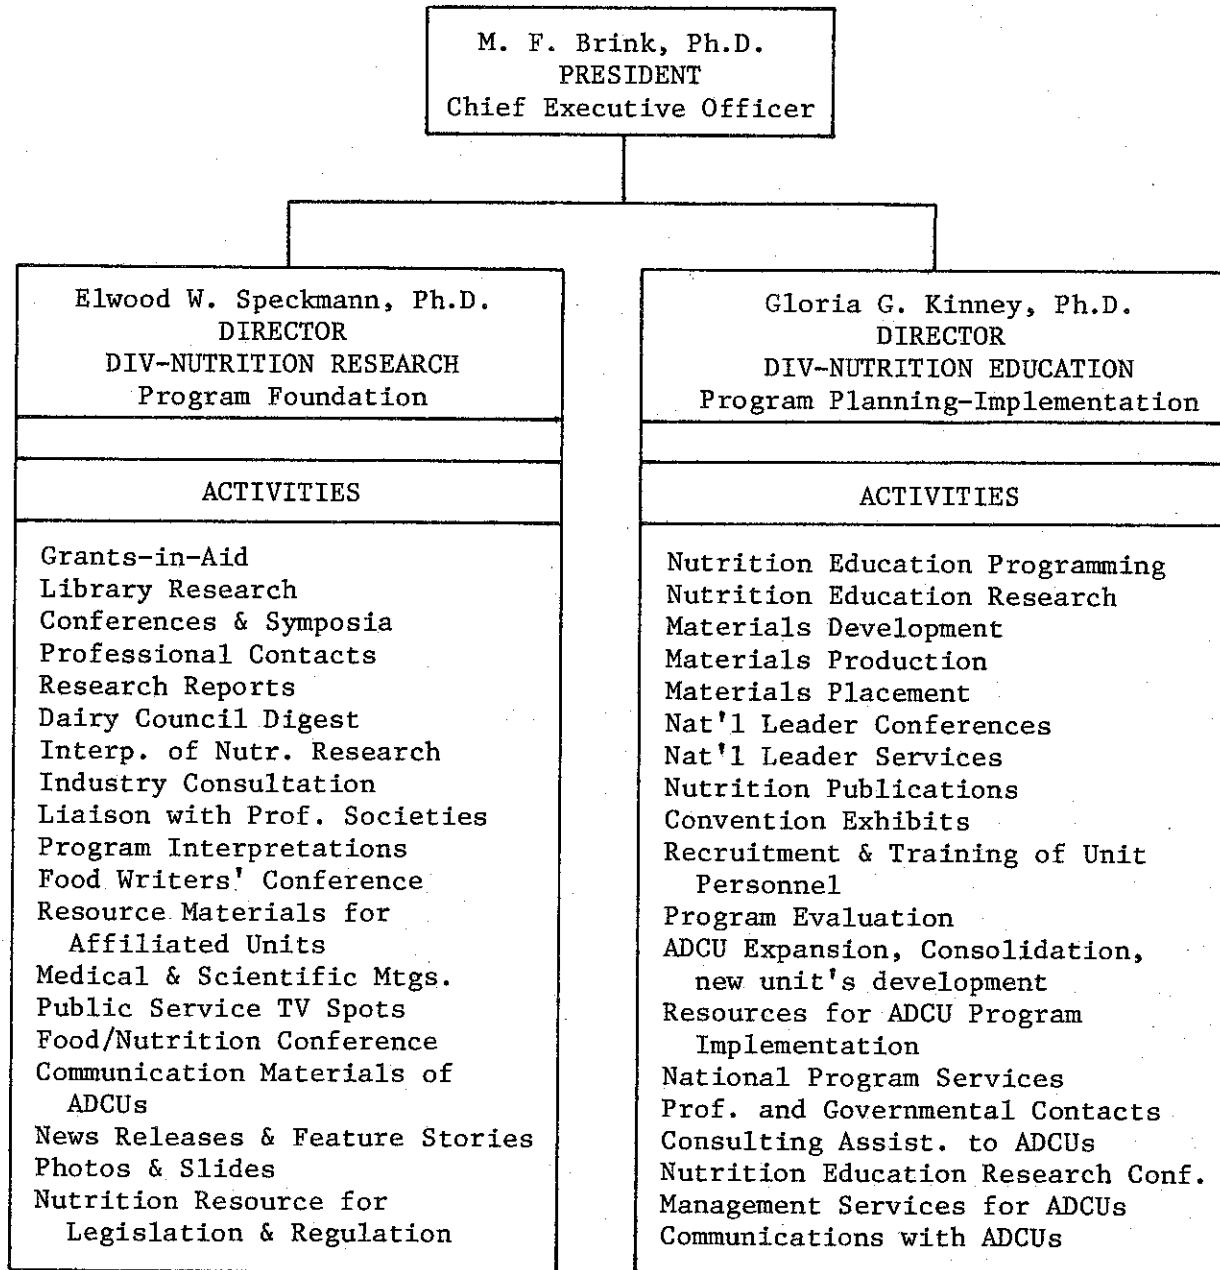 M. F. Brink, Ph.D.
PRESIDENT
Chief Executive Officer
Elwood W. Speckmann, Ph.D.
DIRECTOR
DIV-NUTRITION RESEARCH
Program Foundation
ACTIVITIES
Grants-in-Aid
Library Research
Conferences & Symposia
Professional Contacts
Research Reports
Dairy Council Digest
Interp. of Nutr. Research
Industry Consultation
Liaison with Prof. Societies
Program Interpretations
Food Writers' Conference
Resource Materials for
Affiliated Units
Medical & Scientific Mtgs.
Public Service TV Spots
Food/Nutrition Conference
Communication Materials of
ADCUs
News Releases & Feature Stories
Photos & Slides
Nutrition Resource for
Legislation & Regulation
Gloria G. Kinney, Ph.D.
DIRECTOR
DIV-NUTRITION EDUCATION
Program Planning-Implementation
ACTIVITIES
Nutrition Education Programming
Nutrition Education Research
Materials Development
Materials Production
Materials Placement
Nat'l Leader Conferences
Nat'l Leader Services
Nutrition Publications
Convention Exhibits
Recruitment & Training of Unit
Personnel
Program Evaluation
ADCU Expansion, Consolidation,
new unit's development
Resources for ADCU Program
Implementation
National Program Services
Prof. and Governmental Contacts
Consulting Assist. to ADCUs
Nutrition Education Research Conf.
Management Services for ADCUs
Communications with ADCUs